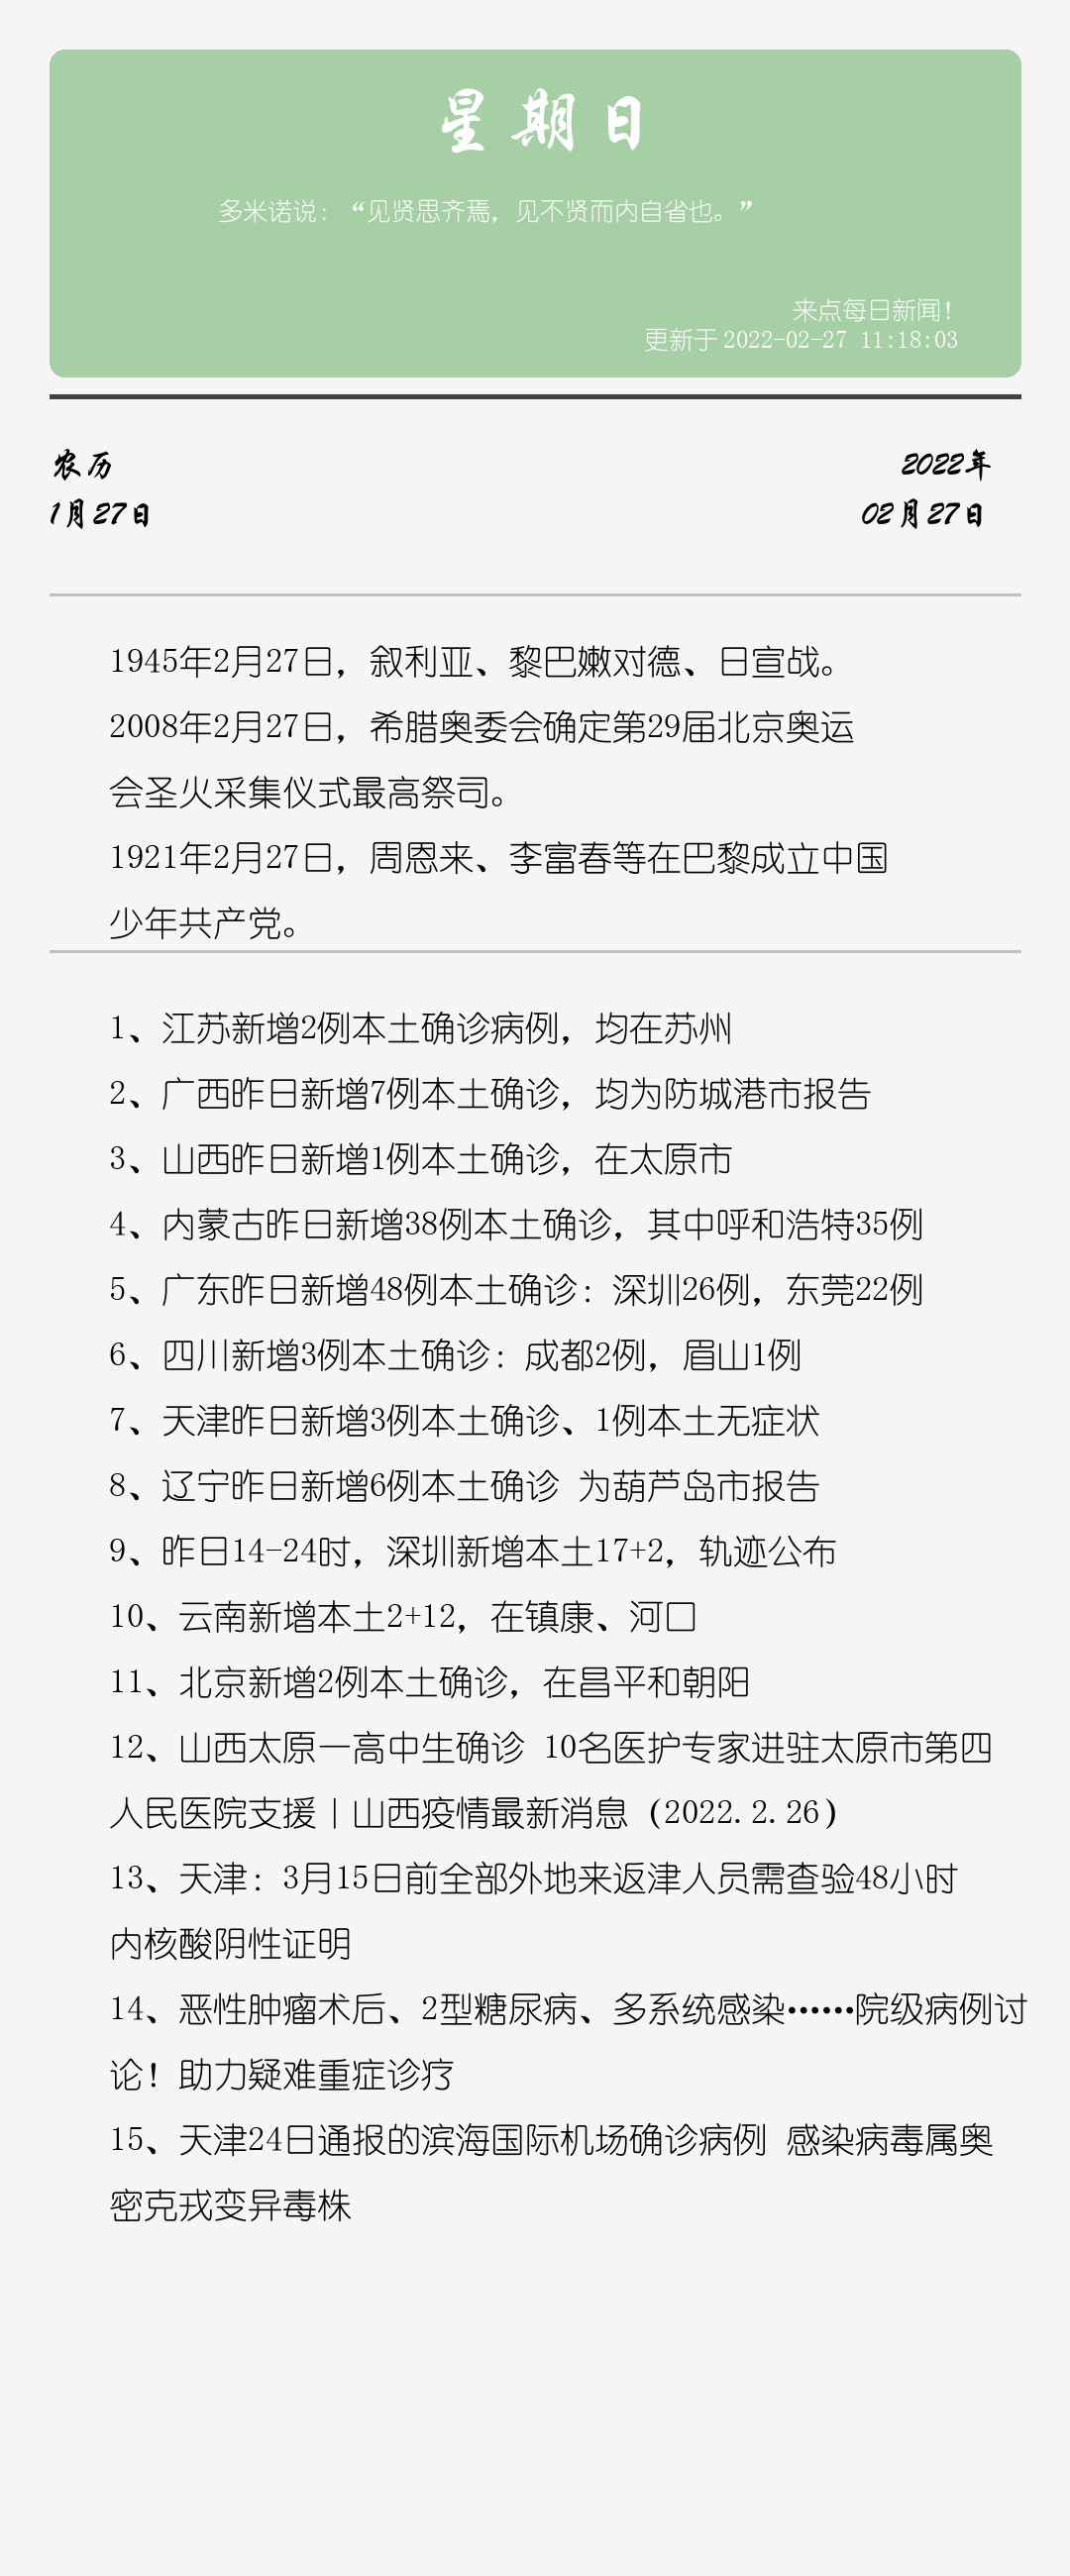 星期日
多米诺说：“见贤思齐焉，见不贤而内自省也。”
来点每日新闻！
更新于 2022-02-27 11:18:03
农历
2022年
1月27日
02月27日
1945年2月27日，叙利亚、黎巴嫩对德、日宣战。
2008年2月27日，希腊奥委会确定第29届北京奥运
会圣火采集仪式最高祭司。
1921年2月27日，周恩来、李富春等在巴黎成立中国
少年共产党。
1、江苏新增2例本土确诊病例，均在苏州
2、广西昨日新增7例本土确诊，均为防城港市报告
3、山西昨日新增1例本土确诊，在太原市
4、内蒙古昨日新增38例本土确诊，其中呼和浩特35例
5、广东昨日新增48例本土确诊：深圳26例，东莞22例
6、四川新增3例本土确诊：成都2例，眉山1例
7、天津昨日新增3例本土确诊、1例本土无症状
8、辽宁昨日新增6例本土确诊 为葫芦岛市报告
9、昨日14-24时，深圳新增本土17+2，轨迹公布
10、云南新增本土2+12，在镇康、河口
11、北京新增2例本土确诊，在昌平和朝阳
12、山西太原一高中生确诊 10名医护专家进驻太原市第四
人民医院支援｜山西疫情最新消息（2022.2.26）
13、天津：3月15日前全部外地来返津人员需查验48小时
内核酸阴性证明
14、恶性肿瘤术后、2型糖尿病、多系统感染……院级病例讨
论！助力疑难重症诊疗
15、天津24日通报的滨海国际机场确诊病例 感染病毒属奥
密克戎变异毒株